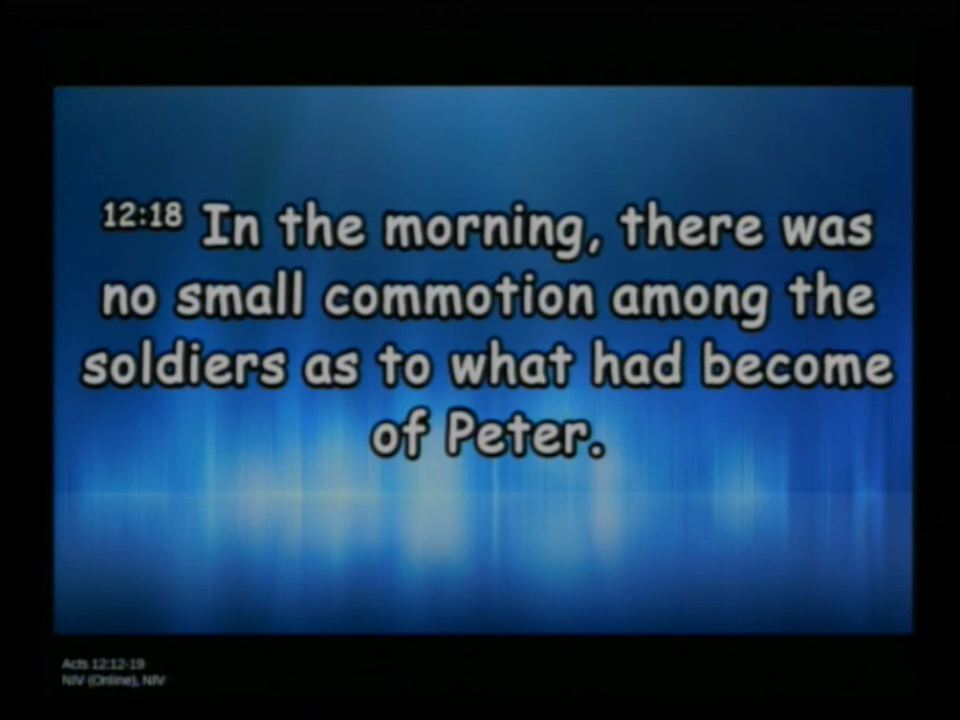 12:18 In the morning, there was
no small commotion among the
soldiers as to what had become
of Peter.
Acts 12:12-19
NIV (Online), NIV